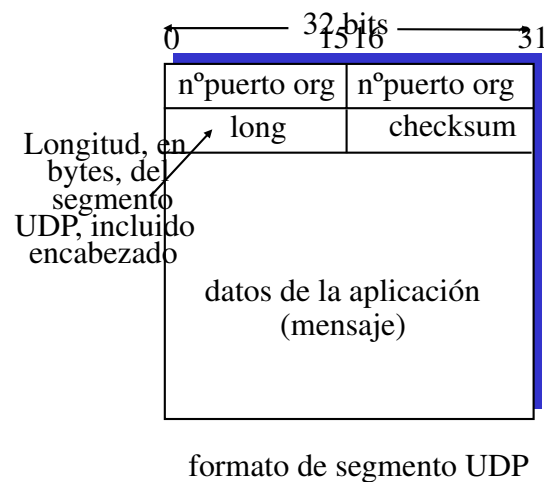 32 bits
0 15 16 31
nºpuerto org nºpuerto org
long checksum
Longitud, en
bytes, del
segmento
UDP, incluido
encabezado
datos de la aplicación
(mensaje)
formato de segmento UDP